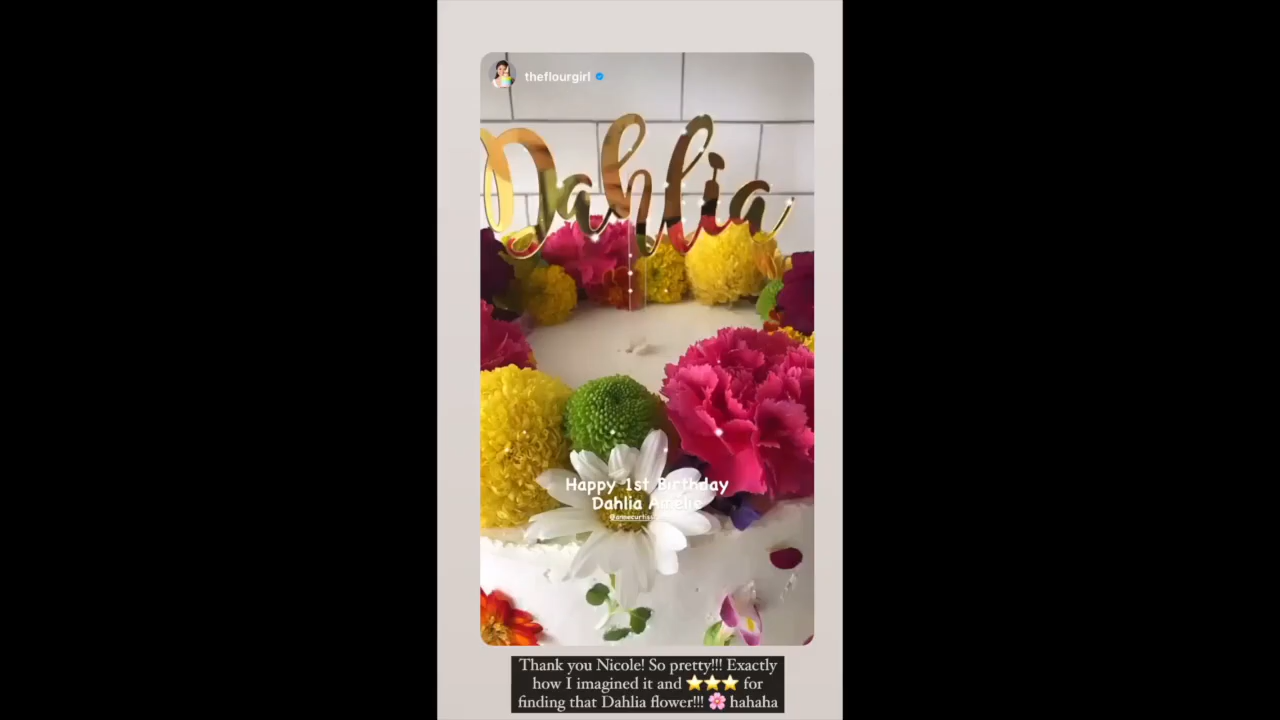 theflourgirl
Dahlia
Happy 1st Birthday
Dahlia Amélie
Thank you Nicole! So pretty!!! Exactly
how I imagined it and ⭐⭐⭐ for
finding that Dahlia flower!!! 🌸 hahaha